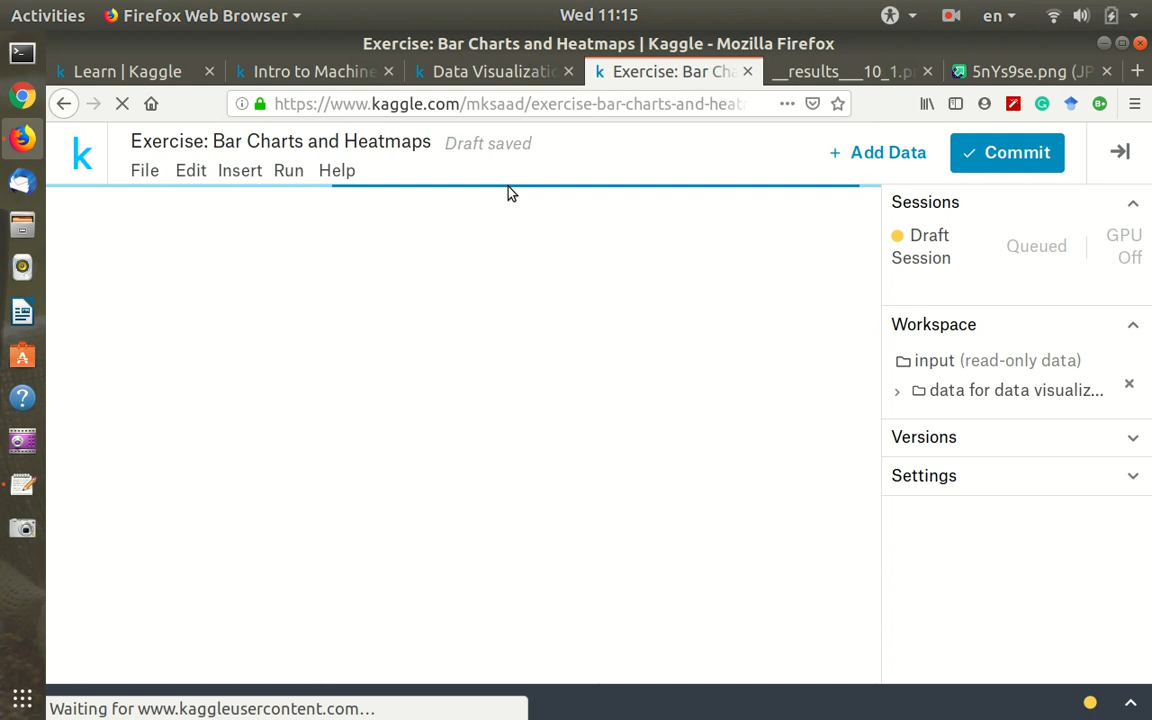 Activities Firefox Web Browser Wed 11:15 en
Exercise: Bar Charts and Heatmaps | Kaggle - Mozilla Firefox
Learn | Kaggle Intro to Machine Data Visualizatio Exercise: Bar Cha __results___10_1.p 5nYs9se.png (JP
https://www.kaggle.com/mksaad/exercise-bar-charts-and-heat
Exercise: Bar Charts and Heatmaps Draft saved
+ Add Data
Commit
File Edit Insert Run Help
Sessions
Draft
Session
Queued
GPU
Off
Workspace
input (read-only data)
data for data visualiz...
Versions
Settings
Waiting for www.kaggleusercontent.com...